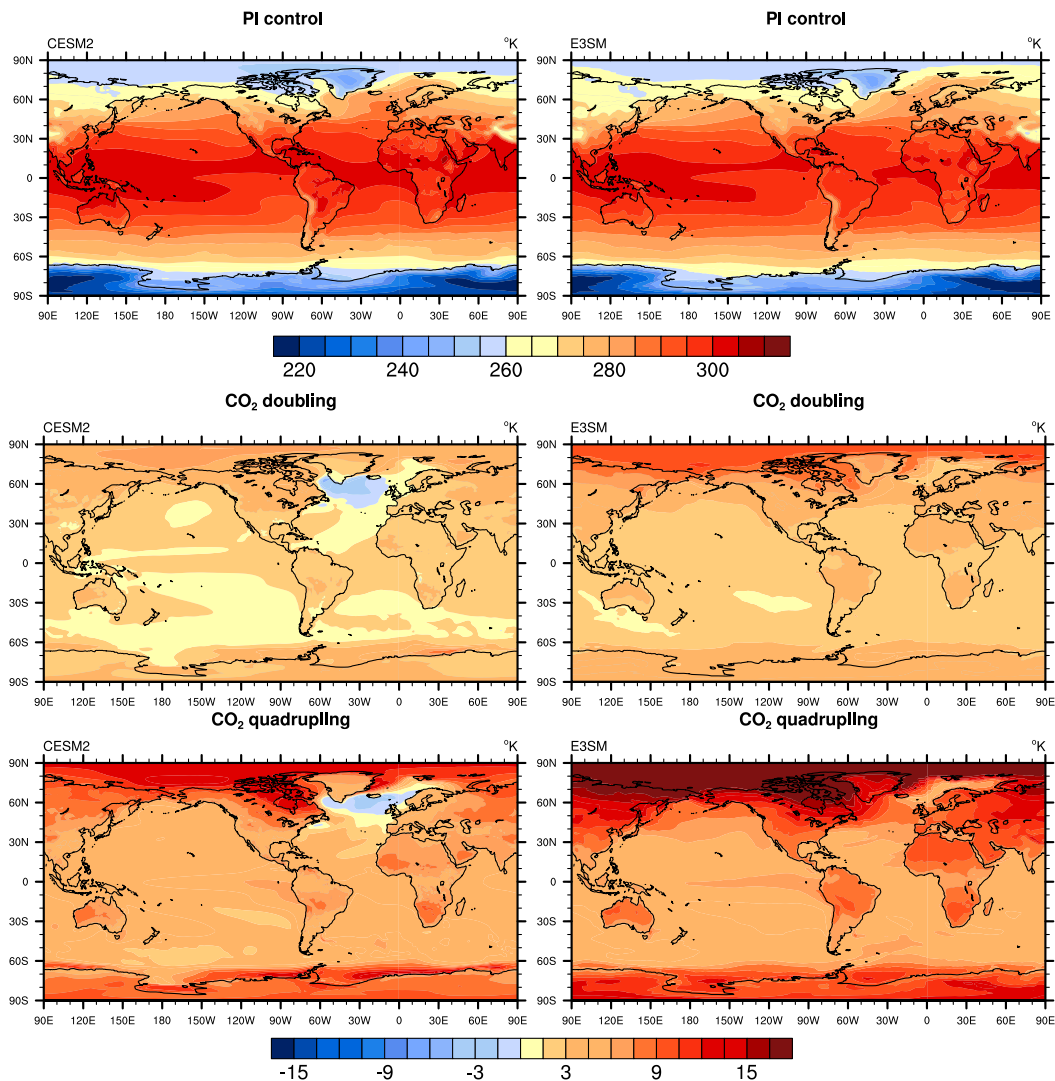 PI control PI control
CESM2 °K E3SM °K
90N 90N
60N 60N
30N 30N
0 0
30S 30S
60S 60S
90S 90S
90E 120E 150E 180 150W 120W 90W 60W 30W 0 30E 60E 90E 90E 120E 150E 180 150W 120W 90W 60W 30W 0 30E 60E 90E
220 240 260 280 300
CO₂ doubling CO₂ doubling
CESM2 °K E3SM °K
90N 90N
60N 60N
30N 30N
0 0
30S 30S
60S 60S
90S 90S
90E 120E 150E 180 150W 120W 90W 60W 30W 0 30E 60E 90E 90E 120E 150E 180 150W 120W 90W 60W 30W 0 30E 60E 90E
CO₂ quadrupling CO₂ quadrupling
CESM2 °K E3SM °K
90N 90N
60N 60N
30N 30N
0 0
30S 30S
60S 60S
90S 90S
90E 120E 150E 180 150W 120W 90W 60W 30W 0 30E 60E 90E 90E 120E 150E 180 150W 120W 90W 60W 30W 0 30E 60E 90E
-15 -9 -3 3 9 15